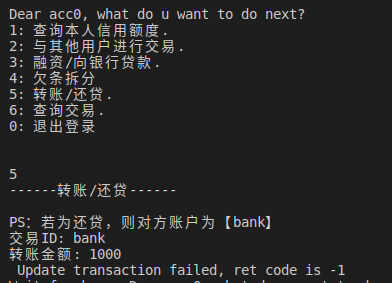 Dear acc0, what do u want to do next?
1: 查询本人信用额度.
2: 与其他用户进行交易.
3: 融资/向银行贷款.
4: 欠条拆分
5: 转账/还贷.
6: 查询交易.
0: 退出登录
5
------转账/还贷------
PS: 若为还贷，则对方账户为【bank】
交易ID: bank
转账金额: 1000
Update transaction failed, ret code is -1